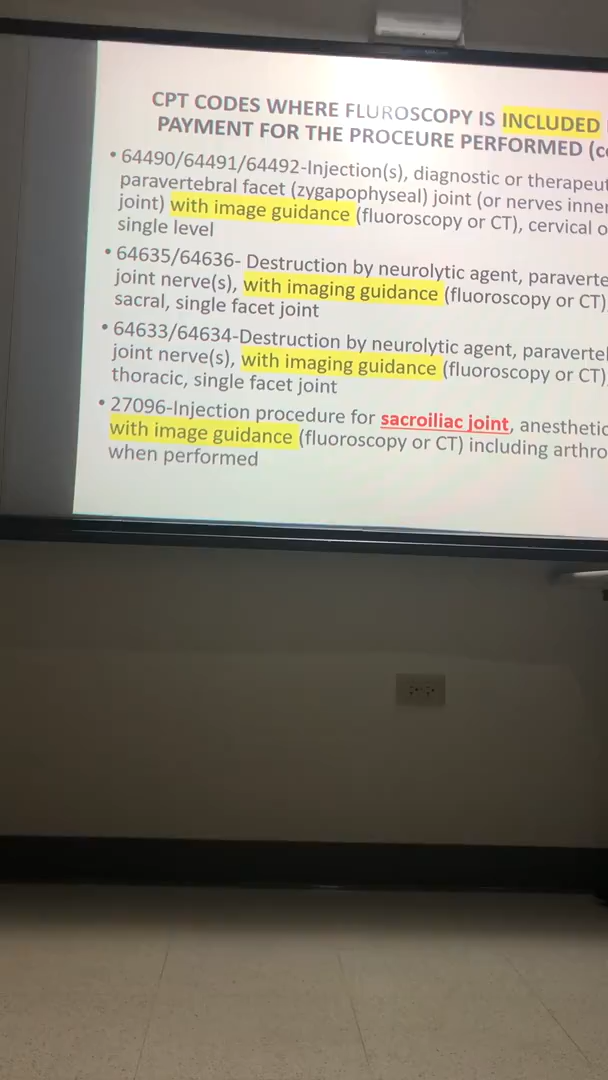 CPT CODES WHERE FLUROSCOPY IS INCLUDED
PAYMENT FOR THE PROCEURE PERFORMED
• 64490/64491/64492-Injection(s), diagnostic or therapeut
paravertebral facet (zygapophyseal) joint (or nerves inner
joint) with image guidance (fluoroscopy or CT), cervical o
single level
• 64635/64636- Destruction by neurolytic agent, paraverte
joint nerve(s), with imaging guidance (fluoroscopy or CT)
sacral, single facet joint
• 64633/64634-Destruction by neurolytic agent, paravertel
joint nerve(s), with imaging guidance (fluoroscopy or CT)
thoracic, single facet joint
• 27096-Injection procedure for sacroiliac joint, anesthetic
with image guidance (fluoroscopy or CT) including arthro
when performed